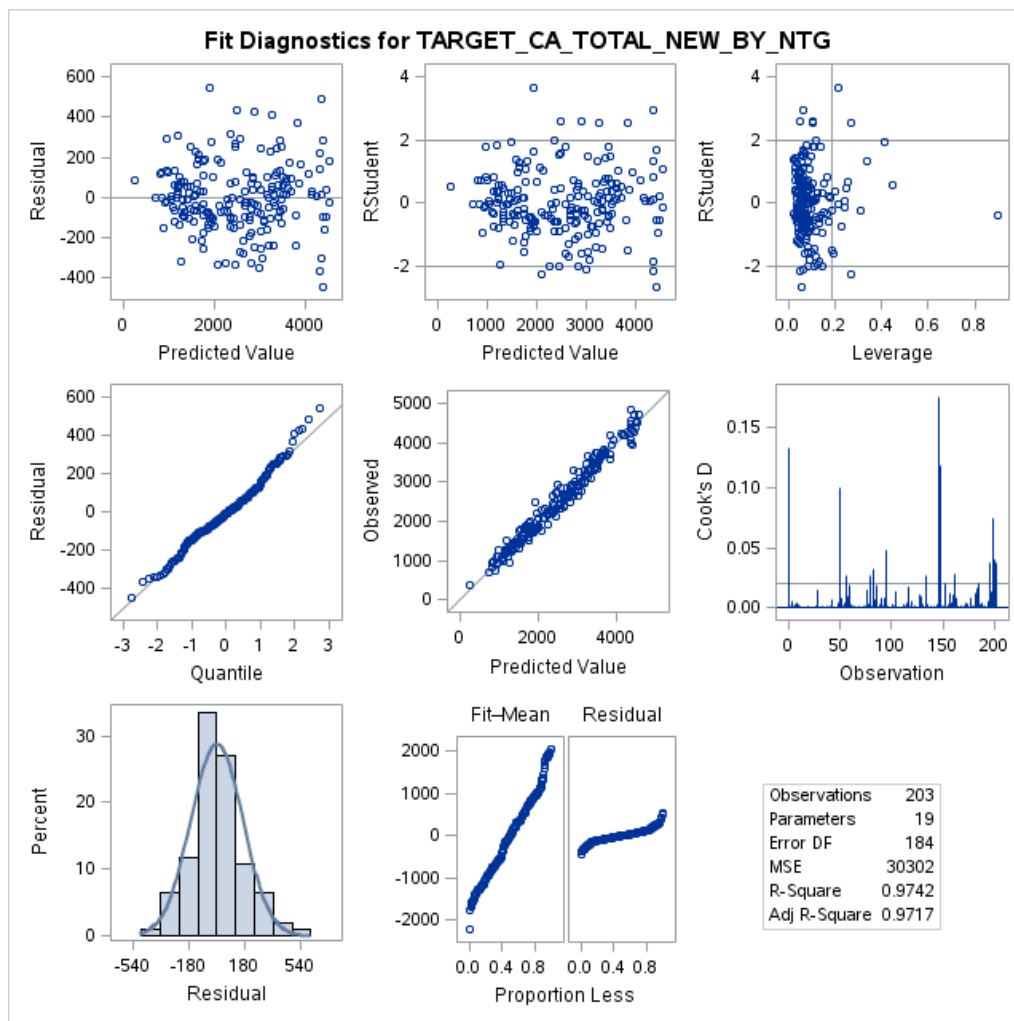 Fit Diagnostics for TARGET_CA_TOTAL_NEW_BY_NTG
600
400
200
0
-200
-400
Residual
0 2000 4000
Predicted Value
4
2
0
-2
RStudent
0 1000 2000 3000 4000
Predicted Value
4
2
0
-2
RStudent
0.0 0.2 0.4 0.6 0.8
Leverage
600
400
200
0
-200
-400
Residual
-3 -2 -1 0 1 2 3
Quantile
5000
4000
3000
2000
1000
0
Observed
0 2000 4000
Predicted Value
0.15
0.10
0.05
0.00
Cook's D
0 50 100 150 200
Observation
30
20
10
0
Percent
-540 -180 180 540
Residual
Fit–Mean Residual
2000
1000
0
-1000
-2000
0.0 0.4 0.8 0.0 0.4 0.8
Proportion Less
Observations 203
Parameters 19
Error DF 184
MSE 30302
R-Square 0.9742
Adj R-Square 0.9717